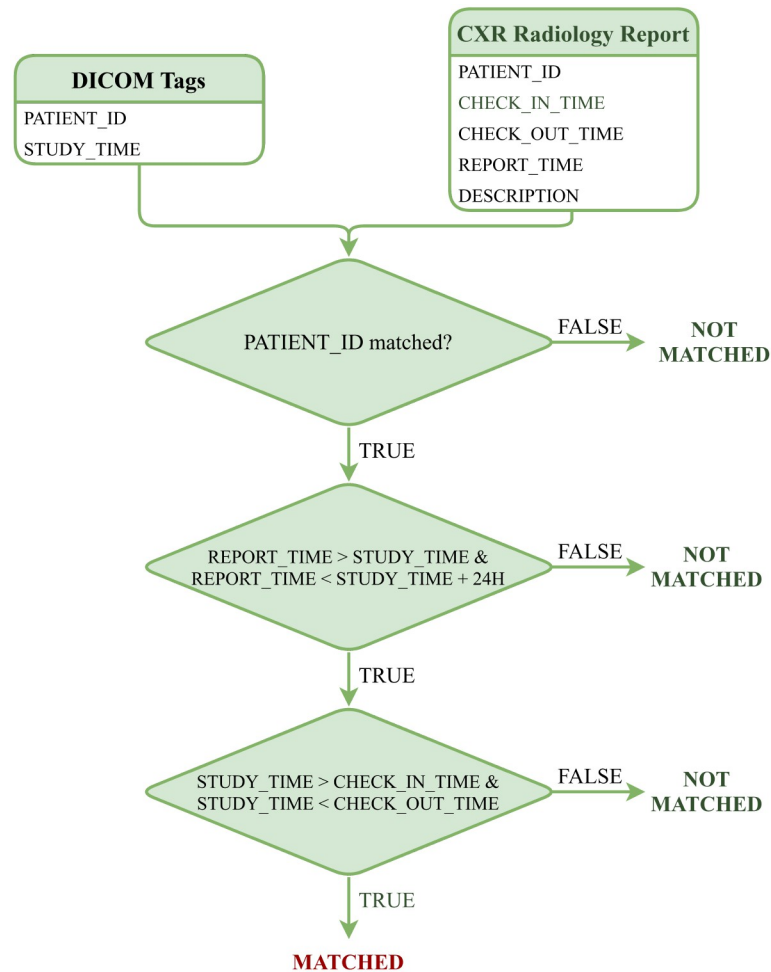 DICOM Tags
PATIENT_ID
STUDY_TIME
CXR Radiology Report
PATIENT_ID
CHECK_IN_TIME
CHECK_OUT_TIME
REPORT_TIME
DESCRIPTION
PATIENT_ID matched?
FALSE
NOT
MATCHED
TRUE
REPORT_TIME > STUDY_TIME &
REPORT_TIME < STUDY_TIME + 24H
FALSE
NOT
MATCHED
TRUE
STUDY_TIME > CHECK_IN_TIME &
STUDY_TIME < CHECK_OUT_TIME
FALSE
NOT
MATCHED
TRUE
MATCHED